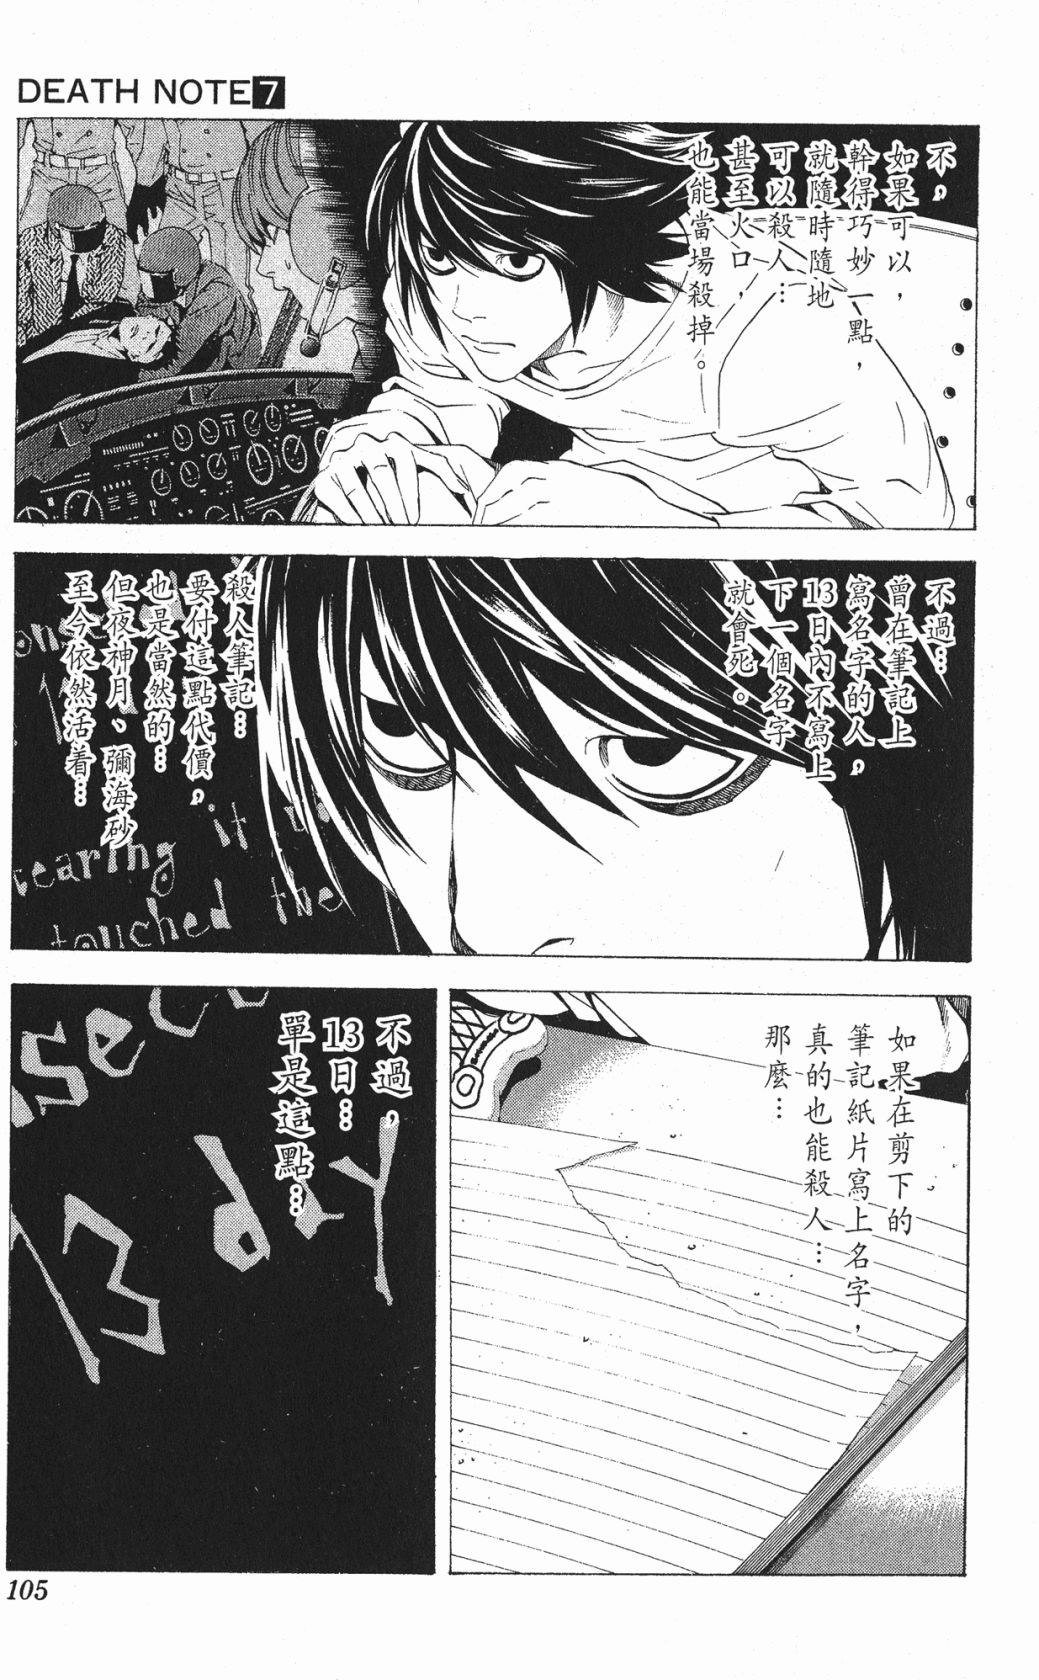 DEATH NOTE 7
不，
如果可以，
幹得巧妙一點，
就隨時隨地
可以殺人…
甚至火口，
也能當場殺掉。
不過…
曾在筆記上
寫名字的人，
13日內不寫上
下一個名字
就會死。
殺人筆記…
要付這點代價，
也是當然的…
但夜神月、彌海砂
至今依然活着…
on
it
tearing
touched the
如果在剪下的
筆記紙片寫上名字，
真的也能殺人…
那麼…
不過，
13日…
單是這點…
13 day
105